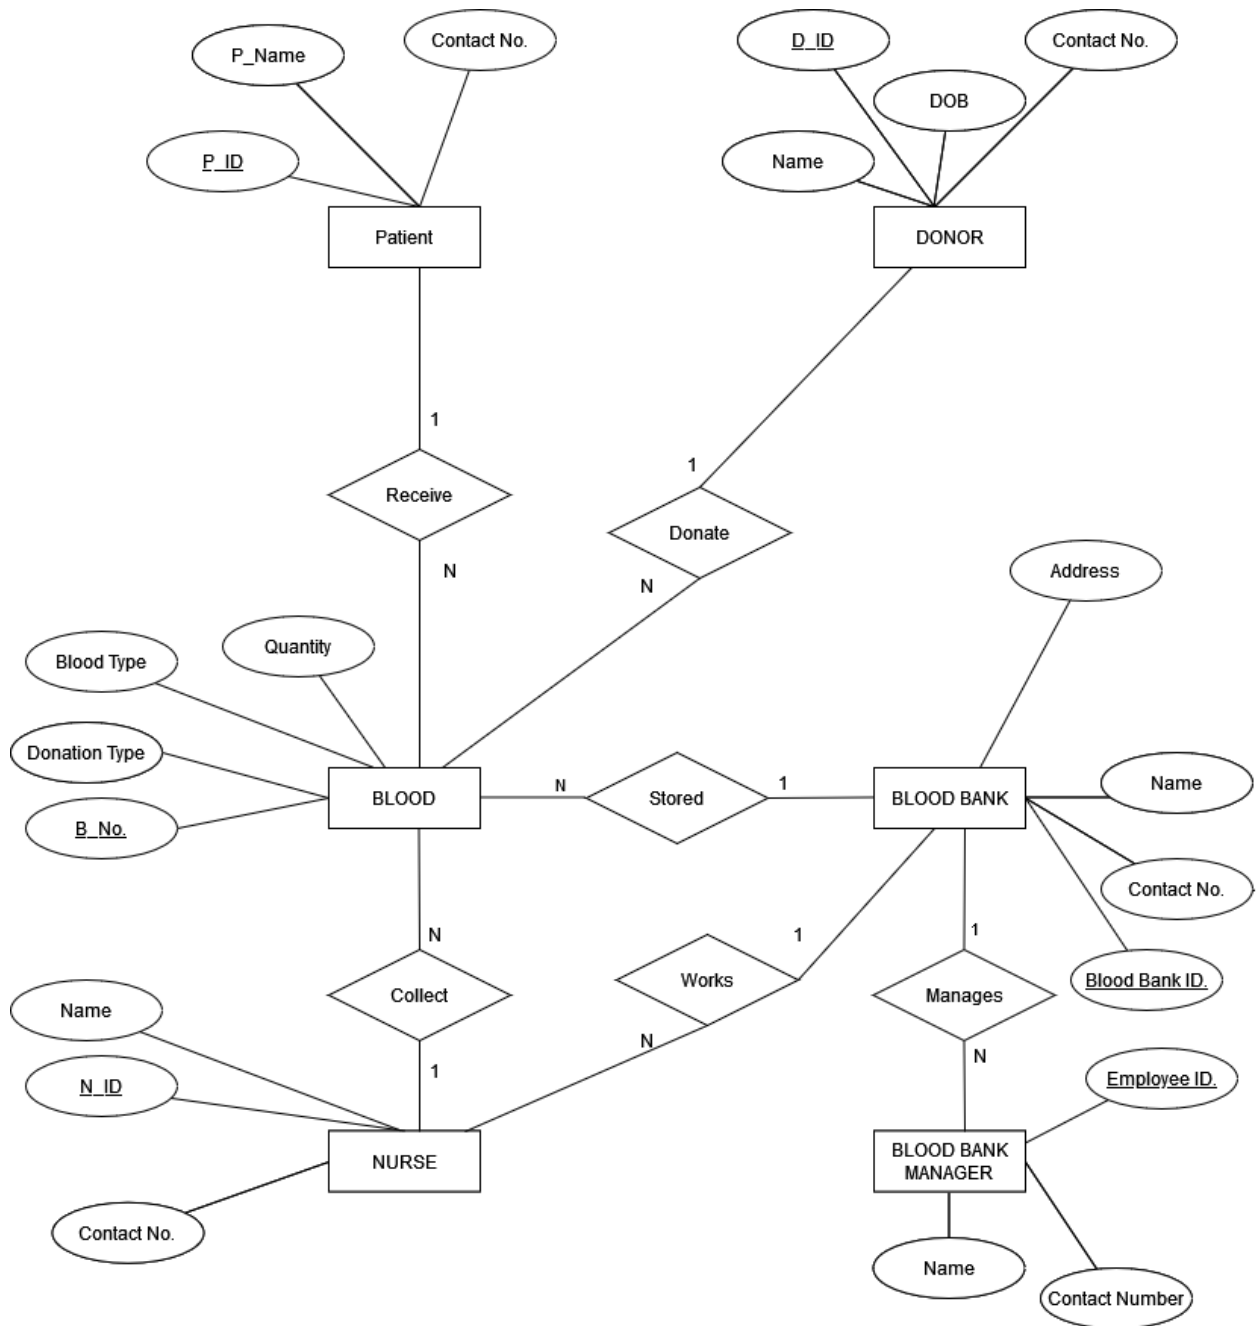 P_Name
Contact No.
P_ID
Patient
D_ID
Contact No.
DOB
Name
DONOR
1
Receive
N
1
Donate
N
Address
Quantity
Blood Type
Donation Type
B_No.
BLOOD
N
Stored
1
BLOOD BANK
Name
Contact No.
Blood Bank ID.
N
Collect
1
1
Works
N
1
Manages
N
Name
N_ID
NURSE
Contact No.
Employee ID.
BLOOD BANK
MANAGER
Name
Contact Number